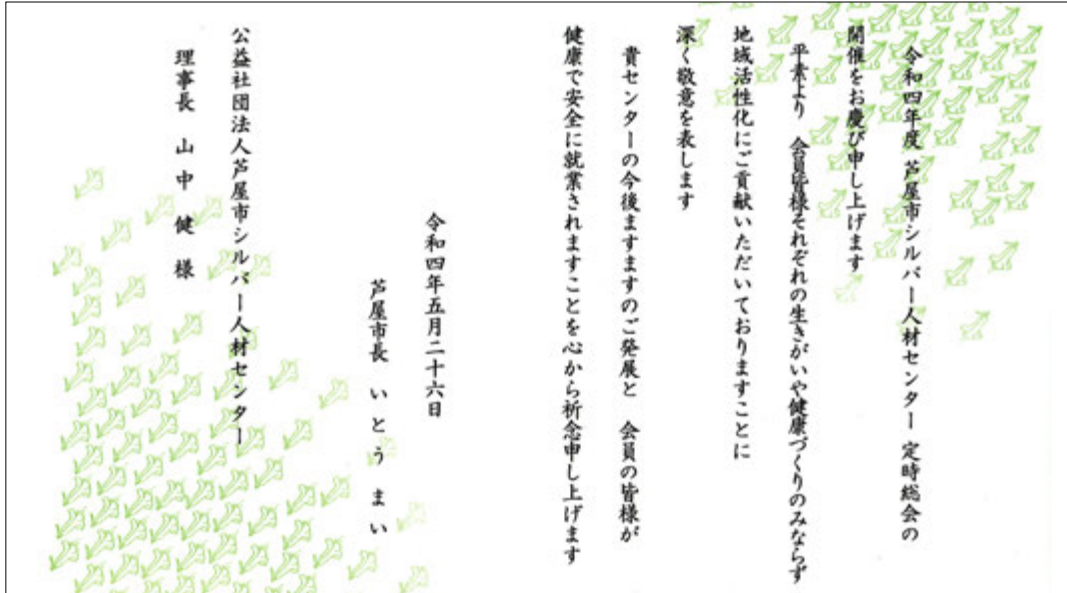 令和四年度 芦屋市シルバー人材センター 定時総会の
開催をお慶び申し上げます
平素より 会員皆様それぞれの生きがいや健康づくりのみならず
地域活性化にご貢献いただいておりますことに
深く敬意を表します
貴センターの今後ますますのご発展と 会員の皆様が
健康で安全に就業されますことを心から祈念申し上げます
令和四年五月二十六日
芦屋市長 いとう まい
公益社団法人芦屋市シルバー人材センター
理事長 山中 健 様